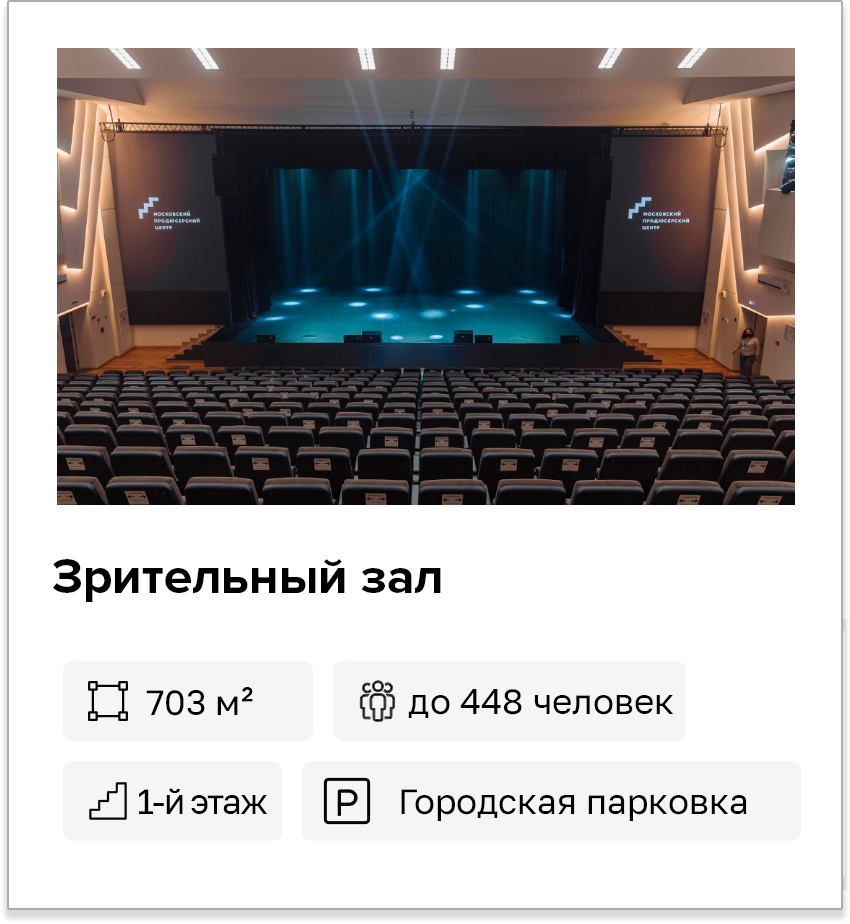 МОСКОВСКИЙ
ПРОДЮСЕРСКИЙ
ЦЕНТР
МОСКОВСКИЙ
ПРОДЮСЕРСКИЙ
ЦЕНТР
Зрительный зал
703 м²
до 448 человек
1-й этаж
P
Городская парковка